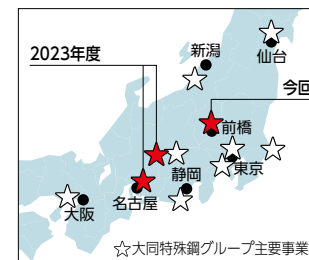 2023年度
新潟
仙台
今回
前橋
東京
静岡
名古屋
大阪
☆大同特殊鋼グループ主要事業